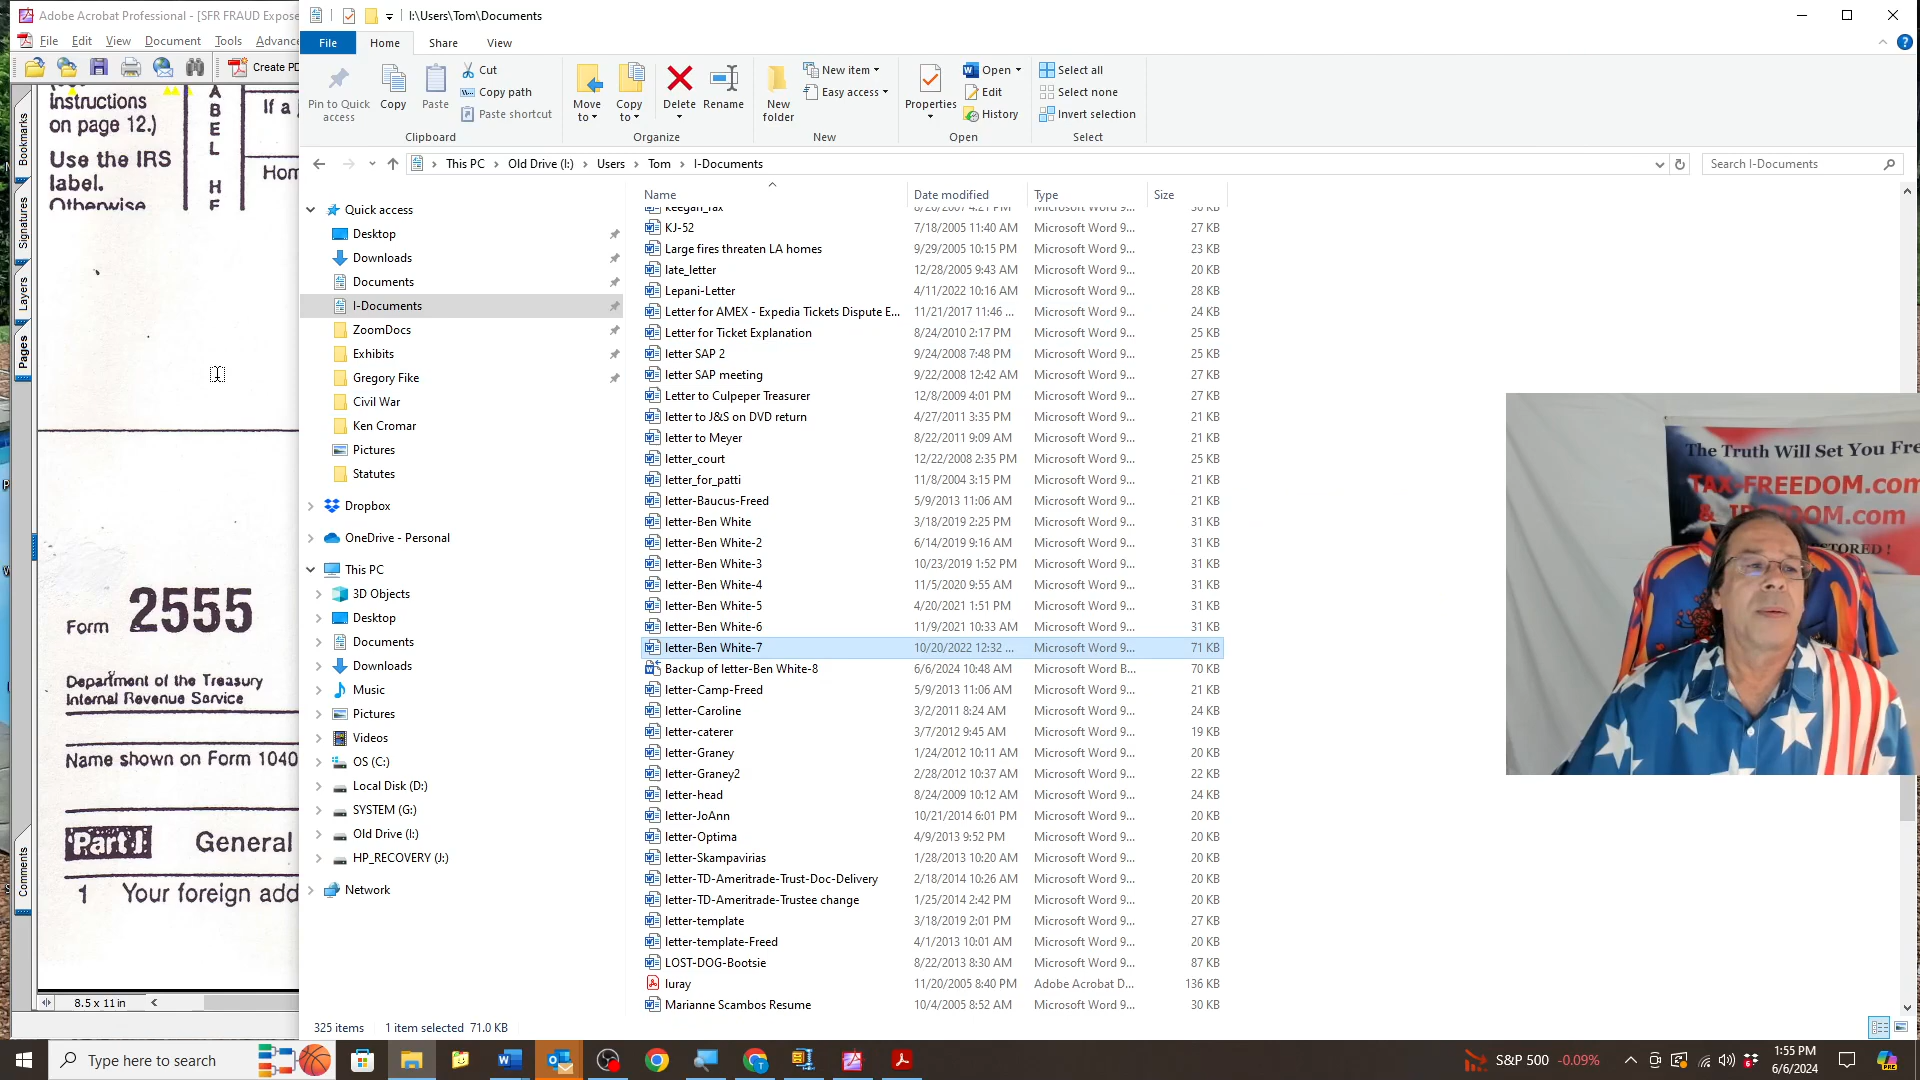 Adobe Acrobat Professional - [SFR FRAUD Expose
File Edit View Document Tools Advanc
Create PD
Bookmarks
Signatures
Layers
Pages
Comments
instructions
on page 12.)
Use the IRS
label.
Otherwise
A
B
E
L
H
If a j
Hom
Form 2555
Department of the Treasury
Internal Revenue Service
Name shown on Form 1040
Part I General
1 Your foreign add
8.5 x 11 in
I:\Users\Tom\Documents
File Home Share View
Pin to Quick access
Copy
Paste
Cut
Copy path
Paste shortcut
Clipboard
Move to
Copy to
Delete
Rename
Organize
New folder
New item
Easy access
New
Properties
Open
Edit
History
Open
Select all
Select none
Invert selection
Select
This PC > Old Drive (I:) > Users > Tom > I-Documents
Search I-Documents
Quick access
Desktop
Downloads
Documents
I-Documents
ZoomDocs
Exhibits
Gregory Fike
Civil War
Ken Cromar
Pictures
Statutes
Dropbox
OneDrive - Personal
This PC
3D Objects
Desktop
Documents
Downloads
Music
Pictures
Videos
OS (C:)
Local Disk (D:)
SYSTEM (G:)
Old Drive (I:)
HP_RECOVERY (J:)
Network
Name Date modified Type Size
keegan_fax 8/20/2007 4:21 PM Microsoft Word 9... 30 KB
KJ-52 7/18/2005 11:40 AM Microsoft Word 9... 27 KB
Large fires threaten LA homes 9/29/2005 10:15 PM Microsoft Word 9... 23 KB
late_letter 12/28/2005 9:43 AM Microsoft Word 9... 20 KB
Lepani-Letter 4/11/2022 10:16 AM Microsoft Word 9... 28 KB
Letter for AMEX - Expedia Tickets Dispute E... 11/21/2017 11:46 ... Microsoft Word 9... 24 KB
Letter for Ticket Explanation 8/24/2010 2:17 PM Microsoft Word 9... 25 KB
letter SAP 2 9/24/2008 7:48 PM Microsoft Word 9... 25 KB
letter SAP meeting 9/22/2008 12:42 AM Microsoft Word 9... 27 KB
Letter to Culpeper Treasurer 12/8/2009 4:01 PM Microsoft Word 9... 27 KB
letter to J&S on DVD return 4/27/2011 3:35 PM Microsoft Word 9... 21 KB
letter to Meyer 8/22/2011 9:09 AM Microsoft Word 9... 21 KB
letter_court 12/22/2008 2:35 PM Microsoft Word 9... 25 KB
letter_for_patti 11/8/2004 3:15 PM Microsoft Word 9... 21 KB
letter-Baucus-Freed 5/9/2013 11:06 AM Microsoft Word 9... 21 KB
letter-Ben White 3/18/2019 2:25 PM Microsoft Word 9... 31 KB
letter-Ben White-2 6/14/2019 9:16 AM Microsoft Word 9... 31 KB
letter-Ben White-3 10/23/2019 1:52 PM Microsoft Word 9... 31 KB
letter-Ben White-4 11/5/2020 9:55 AM Microsoft Word 9... 31 KB
letter-Ben White-5 4/20/2021 1:51 PM Microsoft Word 9... 31 KB
letter-Ben White-6 11/9/2021 10:33 AM Microsoft Word 9... 31 KB
letter-Ben White-7 10/20/2022 12:32 ... Microsoft Word 9... 71 KB
Backup of letter-Ben White-8 6/6/2024 10:48 AM Microsoft Word B... 70 KB
letter-Camp-Freed 5/9/2013 11:06 AM Microsoft Word 9... 21 KB
letter-Caroline 3/2/2011 8:24 AM Microsoft Word 9... 24 KB
letter-caterer 3/7/2012 9:45 AM Microsoft Word 9... 19 KB
letter-Graney 1/24/2012 10:11 AM Microsoft Word 9... 20 KB
letter-Graney2 2/28/2012 10:37 AM Microsoft Word 9... 22 KB
letter-head 8/24/2009 10:12 AM Microsoft Word 9... 24 KB
letter-JoAnn 10/21/2014 6:01 PM Microsoft Word 9... 20 KB
letter-Optima 4/9/2013 9:52 PM Microsoft Word 9... 20 KB
letter-Skampavirias 1/28/2013 10:20 AM Microsoft Word 9... 20 KB
letter-TD-Ameritrade-Trust-Doc-Delivery 2/18/2014 10:26 AM Microsoft Word 9... 20 KB
letter-TD-Ameritrade-Trustee change 1/25/2014 2:42 PM Microsoft Word 9... 20 KB
letter-template 3/18/2019 2:01 PM Microsoft Word 9... 27 KB
letter-template-Freed 4/1/2013 10:01 AM Microsoft Word 9... 20 KB
LOST-DOG-Bootsie 8/22/2013 8:30 AM Microsoft Word 9... 87 KB
luray 11/20/2005 8:40 PM Adobe Acrobat D... 136 KB
Marianne Scambos Resume 10/4/2005 8:52 AM Microsoft Word 9... 30 KB
325 items 1 item selected 71.0 KB
The Truth Will Set You Fre
TAX-FREEDOM.com
&
DOM.com
STORED !
Type here to search
S&P 500 -0.09%
1:55 PM
6/6/2024